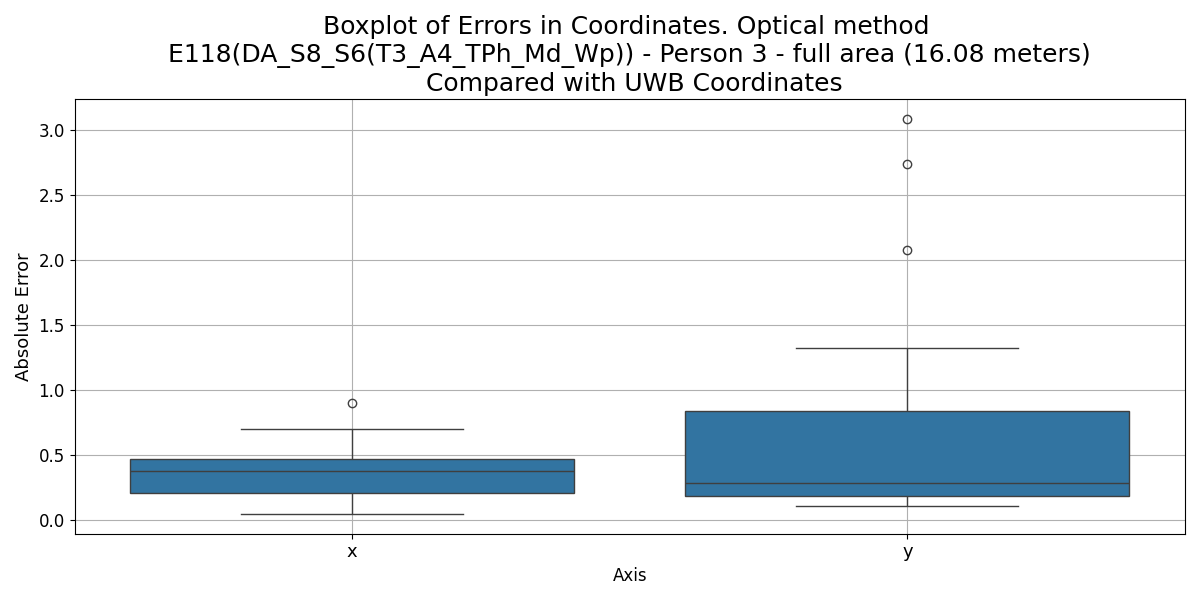 Boxplot of Errors in Coordinates. Optical method
E118(DA_S8_S6(T3_A4_TPh_Md_Wp)) - Person 3 - full area (16.08 meters)
Compared with UWB Coordinates
3.0
2.5
2.0
1.5
1.0
0.5
0.0
Absolute Error
x
y
Axis